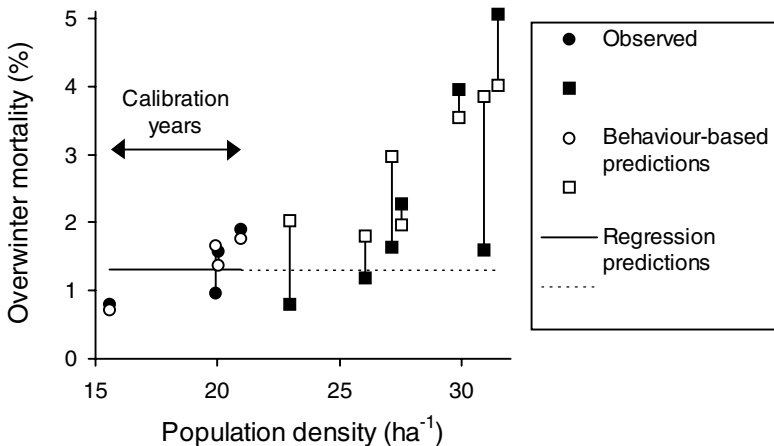 5
4
3
2
1
0
Overwinter mortality (%)
Calibration
years
15
20
25
30
Population density (ha⁻¹)
Observed
Behaviour-based
predictions
Regression
predictions